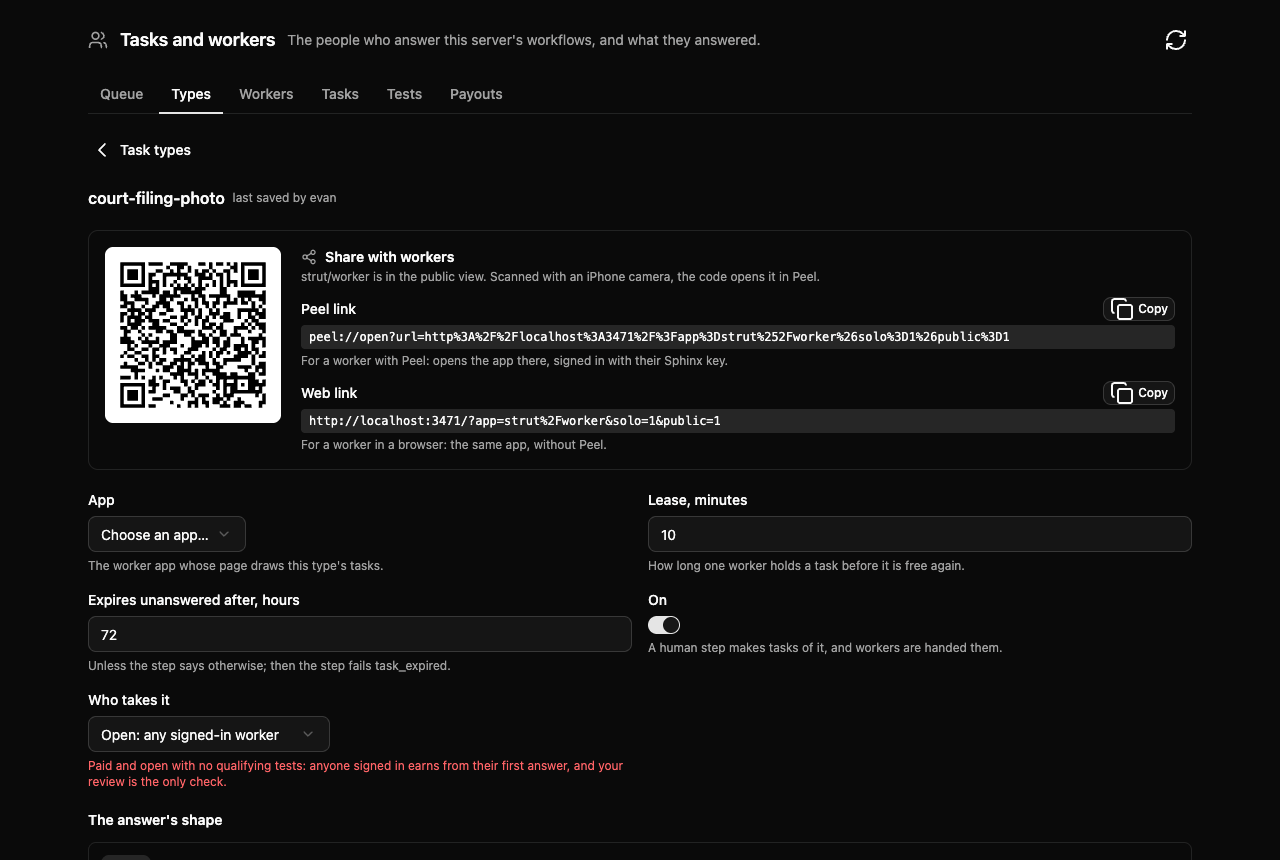 Tasks and workers
The people who answer this server's workflows, and what they answered.
Queue
Types
Workers
Tasks
Tests
Payouts
Task types
court-filing-photo
last saved by evan
Share with workers
strut/worker is in the public view. Scanned with an iPhone camera, the code opens it in Peel.
Peel link
Copy
peel://open?url=http%3A%2F%2Flocalhost%3A3471%2F%3Fapp%3Dstrut%252Fworker%26solo%3D1%26public%3D1
For a worker with Peel: opens the app there, signed in with their Sphinx key.
Web link
Copy
http://localhost:3471/?app=strut%2Fworker&solo=1&public=1
For a worker in a browser: the same app, without Peel.
App
Choose an app...
The worker app whose page draws this type's tasks.
Lease, minutes
10
How long one worker holds a task before it is free again.
Expires unanswered after, hours
72
Unless the step says otherwise; then the step fails task_expired.
On
A human step makes tasks of it, and workers are handed them.
Who takes it
Open: any signed-in worker
Paid and open with no qualifying tests: anyone signed in earns from their first answer, and your
review is the only check.
The answer's shape